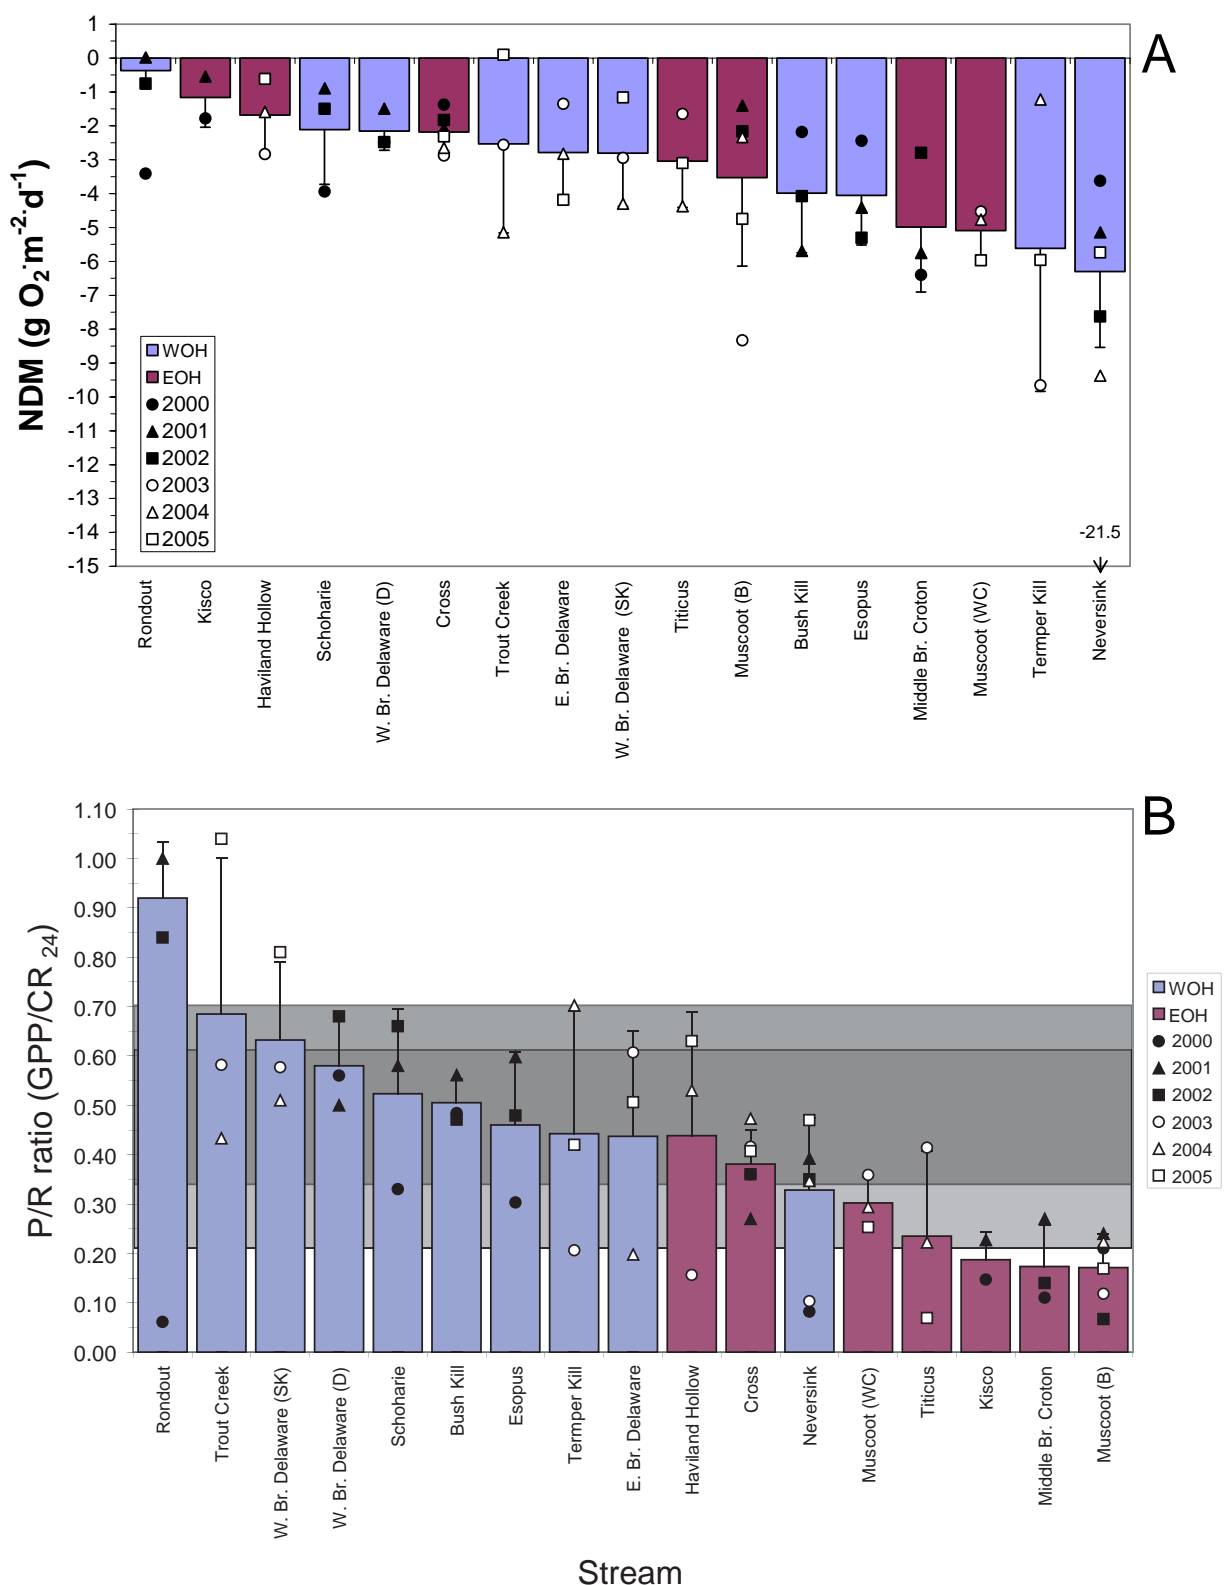 A
1
0
-1
-2
-3
-4
-5
-6
-7
-8
-9
-10
-11
-12
-13
-14
-15
NDM (g O2·m-2·d-1)
WOH
EOH
2000
2001
2002
2003
2004
2005
-21.5
Rondout
Kisco
Haviland Hollow
Schoharie
W. Br. Delaware (D)
Cross
Trout Creek
E. Br. Delaware
W. Br. Delaware (SK)
Titicus
Muscoot (B)
Bush Kill
Esopus
Middle Br. Croton
Muscoot (WC)
Termper Kill
Neversink
B
1.10
1.00
0.90
0.80
0.70
0.60
0.50
0.40
0.30
0.20
0.10
0.00
P/R ratio (GPP/CR 24)
WOH
EOH
2000
2001
2002
2003
2004
2005
Rondout
Trout Creek
W. Br. Delaware (SK)
W. Br. Delaware (D)
Schoharie
Bush Kill
Esopus
Termper Kill
E. Br. Delaware
Haviland Hollow
Cross
Neversink
Muscoot (WC)
Titicus
Kisco
Middle Br. Croton
Muscoot (B)
Stream